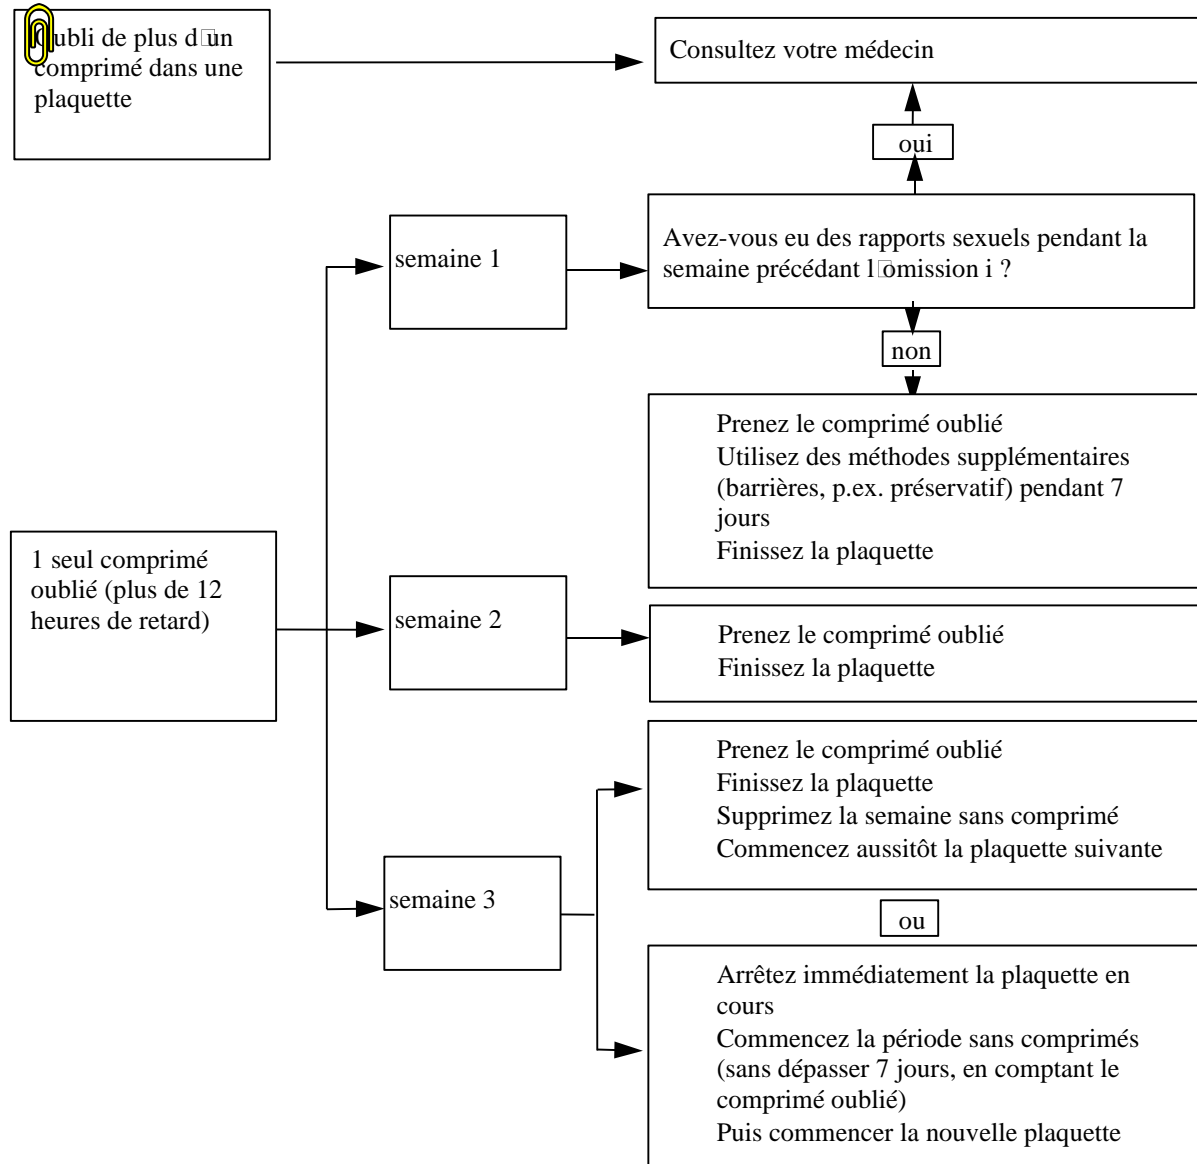 Oubli de plus d□un
comprimé dans une
plaquette
Consultez votre médecin
oui
semaine 1
Avez-vous eu des rapports sexuels pendant la
semaine précédant l□omission i ?
non
Prenez le comprimé oublié
Utilisez des méthodes supplémentaires
(barrières, p.ex. préservatif) pendant 7
jours
Finissez la plaquette
1 seul comprimé
oublié (plus de 12
heures de retard)
semaine 2
Prenez le comprimé oublié
Finissez la plaquette
semaine 3
Prenez le comprimé oublié
Finissez la plaquette
Supprimez la semaine sans comprimé
Commencez aussitôt la plaquette suivante
ou
Arrêtez immédiatement la plaquette en
cours
Commencez la période sans comprimés
(sans dépasser 7 jours, en comptant le
comprimé oublié)
Puis commencer la nouvelle plaquette